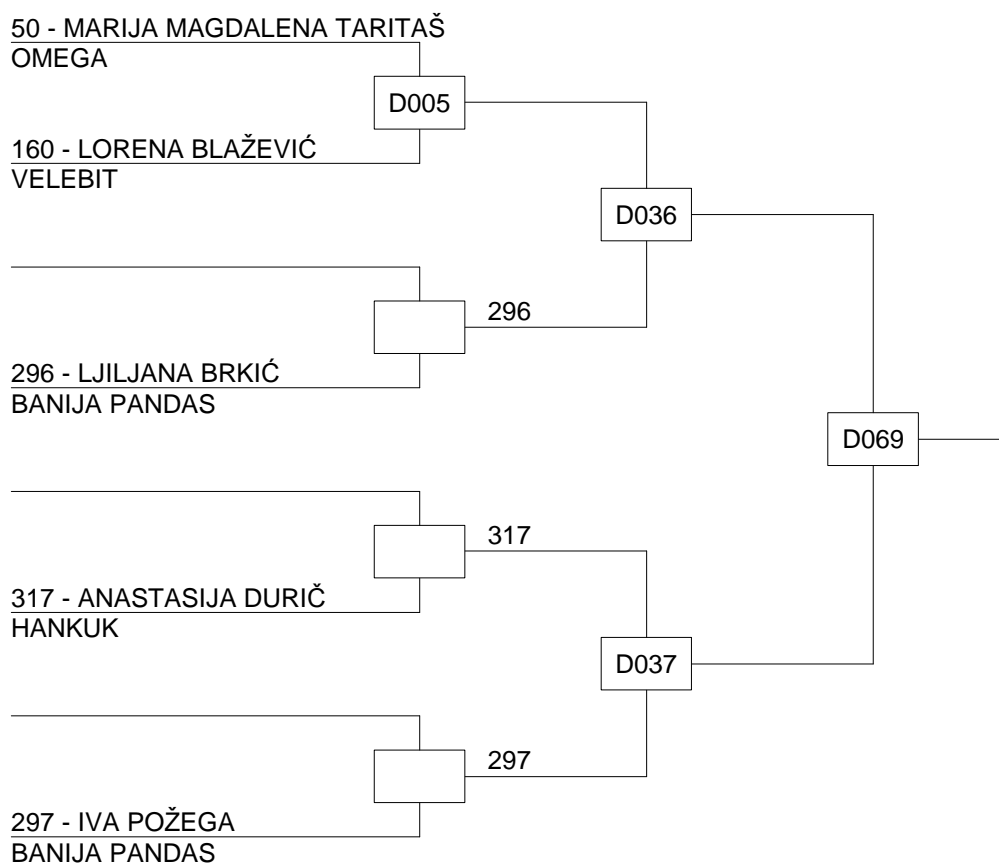 50 - MARIJA MAGDALENA TARITAŠ
OMEGA
D005
160 - LORENA BLAŽEVIĆ
VELEBIT
D036
296
296 - LJILJANA BRKIĆ
BANIJA PANDAS
D069
317
317 - ANASTASIJA DURIČ
HANKUK
D037
297
297 - IVA POŽEGA
BANIJA PANDAS